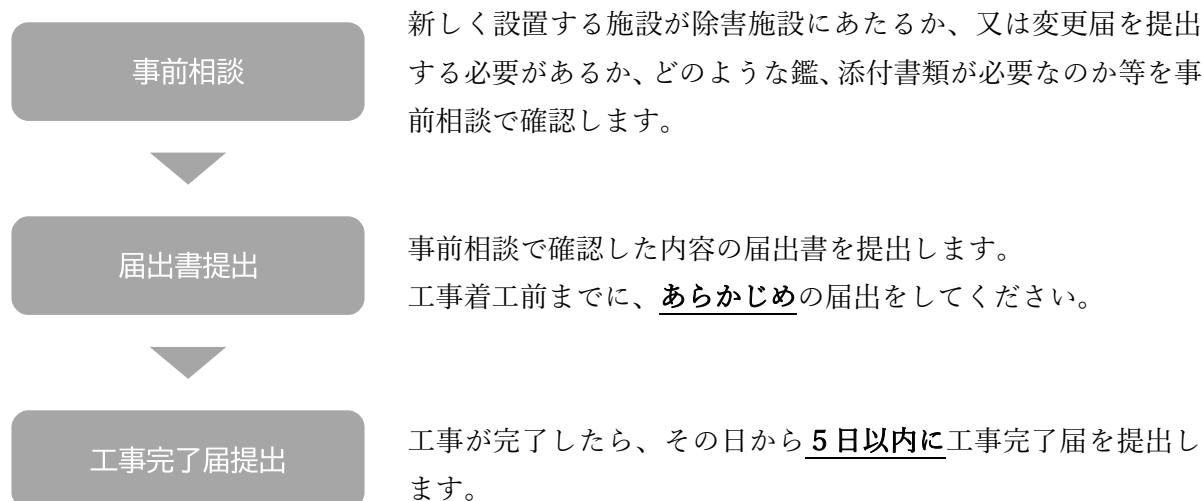 事前相談
新しく設置する施設が除害施設にあたるか、又は変更届を提出
する必要があるか、どのような鑑、添付書類が必要なのか等を事
前相談で確認します。
届出書提出
事前相談で確認した内容の届出書を提出します。
工事着工前までに、あらかじめの届出をしてください。
工事完了届提出
工事が完了したら、その日から５日以内に工事完了届を提出し
ます。